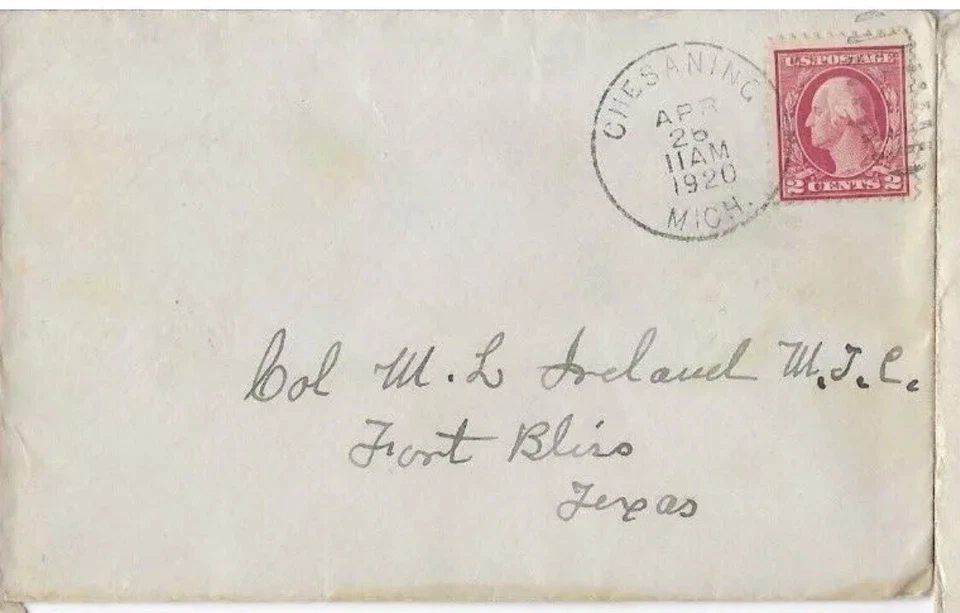 CHESANING
APR
26
11AM
1920
MICH.
U.S. POSTAGE
2 CENTS 2
Col M. L Ireland M.T.C.
Fort Bliss
Texas